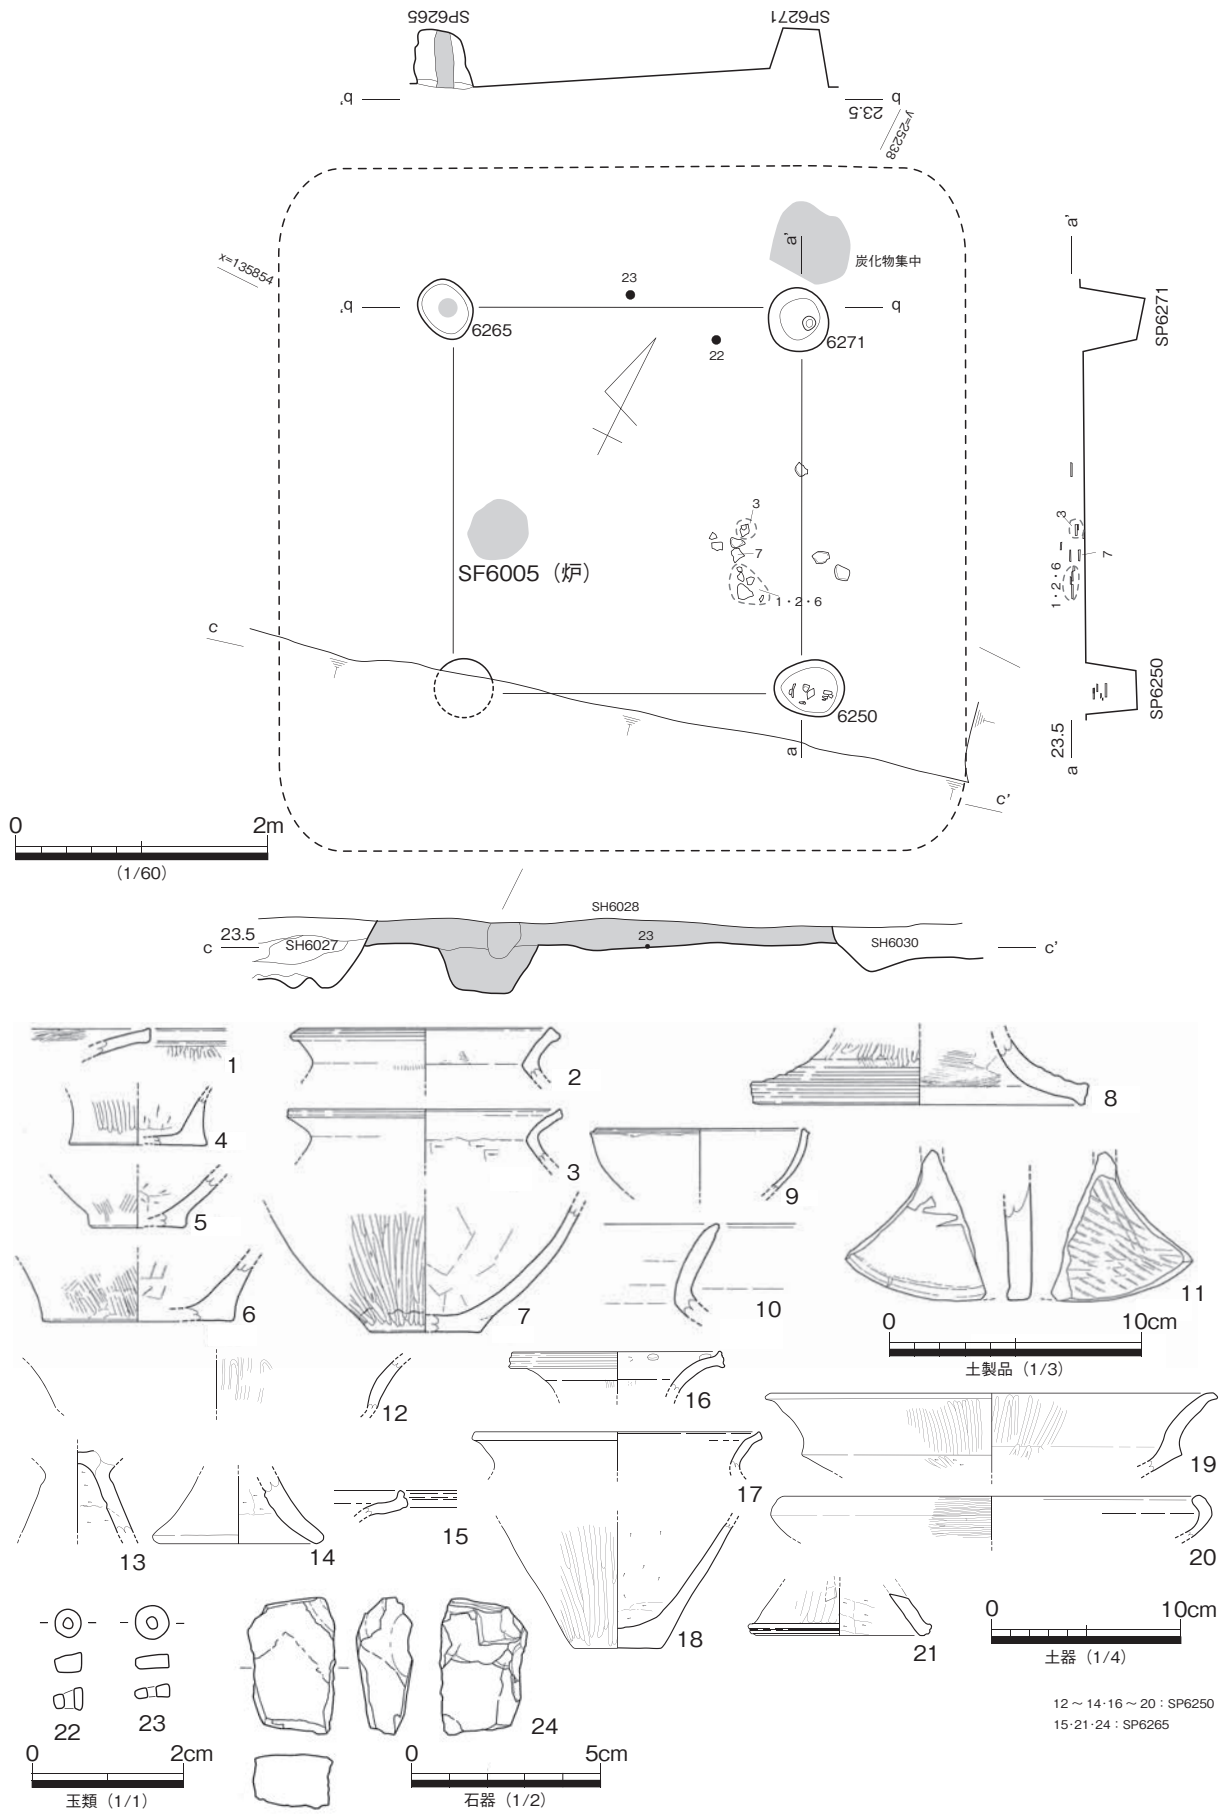 SP6265
SP6271
b'
b
23.5
y=25238
x=135854
a'
炭化物集中
23
b'
b
6265
6271
22
a'
SP6271
3
7
1・2・6
SF6005（炉）
3
7
1・2・6
c
6250
SP6250
a
23.5
a
c'
0 2m
（1/60）
SH6028
23.5
c
SH6027
23
SH6030
c'
1
2
8
4
3
9
5
6
7
10
11
0 10cm
土製品（1/3）
12
16
13
14
15
17
19
20
18
21
22
23
24
0 10cm
土器（1/4）
12～14·16～20：SP6250
15·21·24：SP6265
0 2cm
玉類（1/1）
0 5cm
石器（1/2）